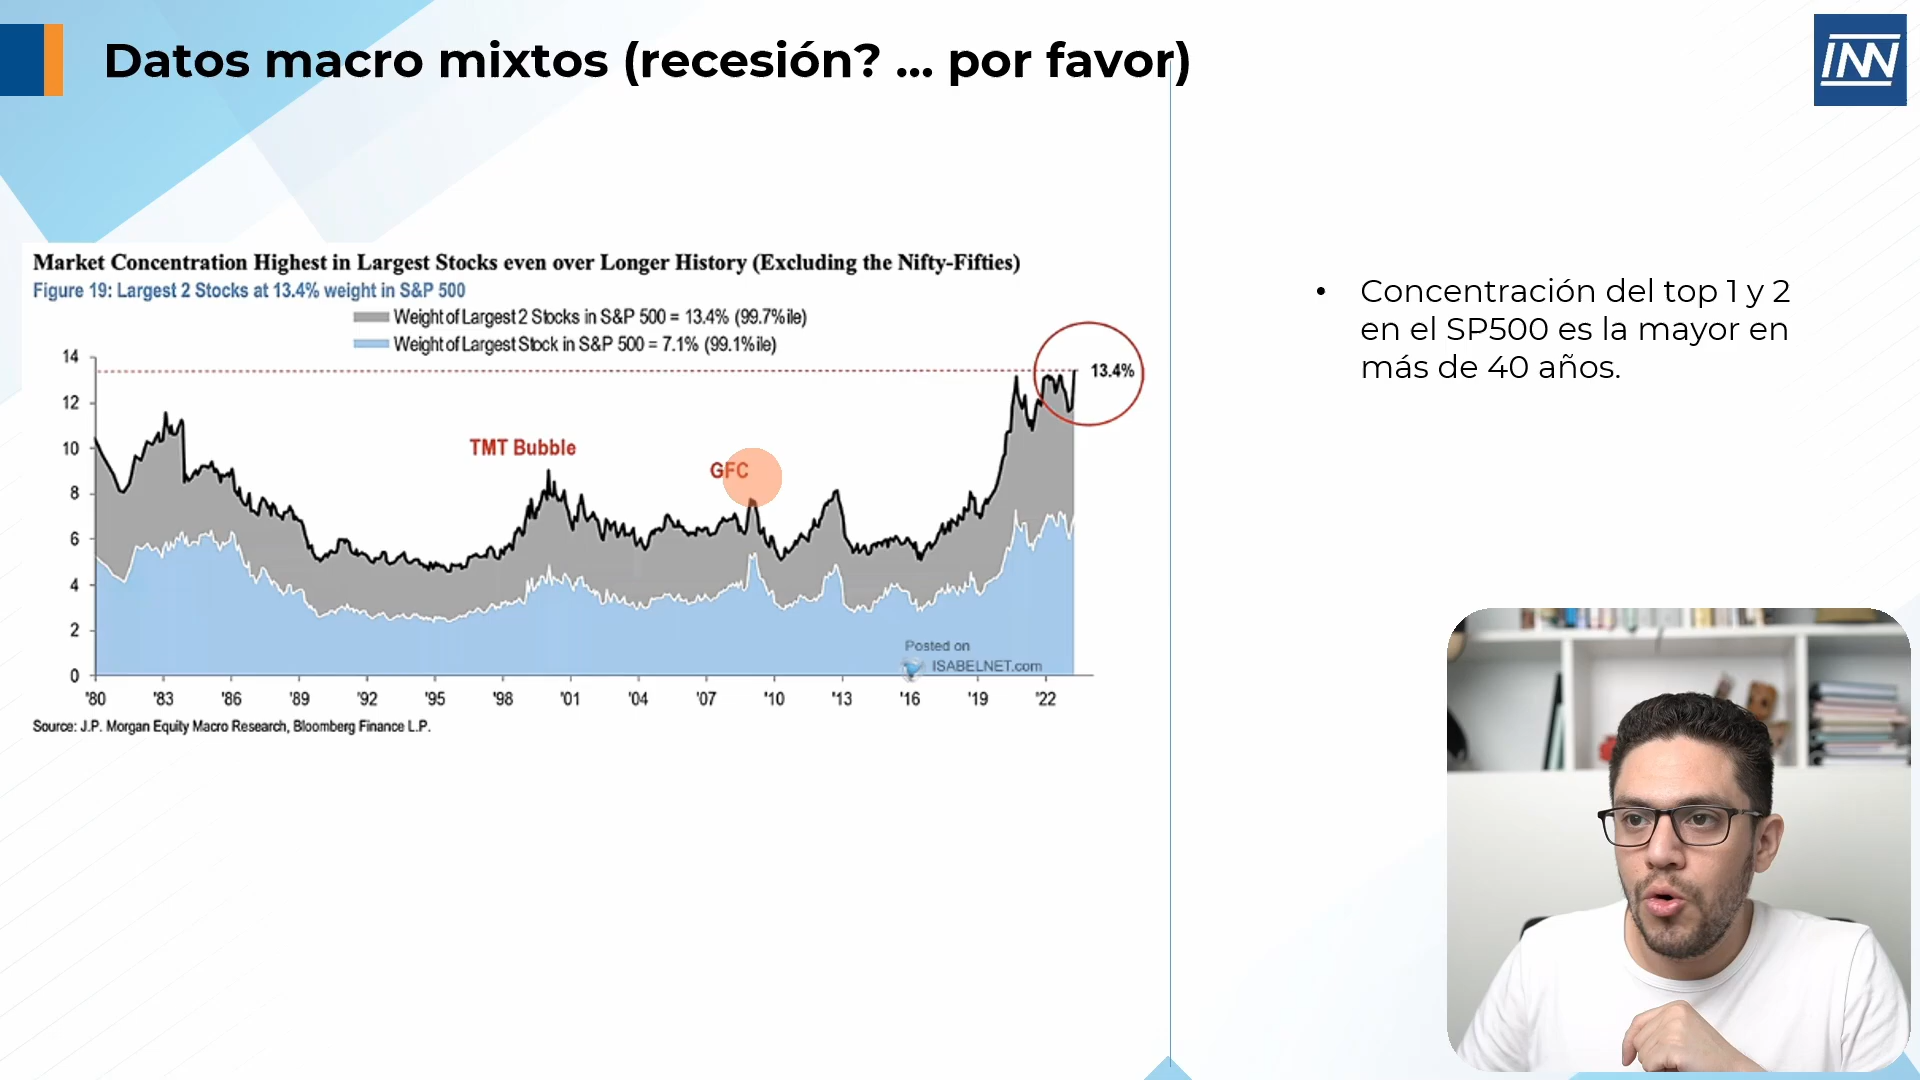 Datos macro mixtos (recesión? ... por favor)
INN
Market Concentration Highest in Largest Stocks even over Longer History (Excluding the Nifty-Fifties)
Figure 19: Largest 2 Stocks at 13.4% weight in S&P 500
Weight of Largest 2 Stocks in S&P 500 = 13.4% (99.7%ile)
Weight of Largest Stock in S&P 500 = 7.1% (99.1%ile)
14
12
10
8
6
4
2
0
13.4%
TMT Bubble
GFC
Posted on
ISABELNET.com
'80 '83 '86 '89 '92 '95 '98 '01 '04 '07 '10 '13 '16 '19 '22
Source: J.P. Morgan Equity Macro Research, Bloomberg Finance L.P.
• Concentración del top 1 y 2
en el SP500 es la mayor en
más de 40 años.